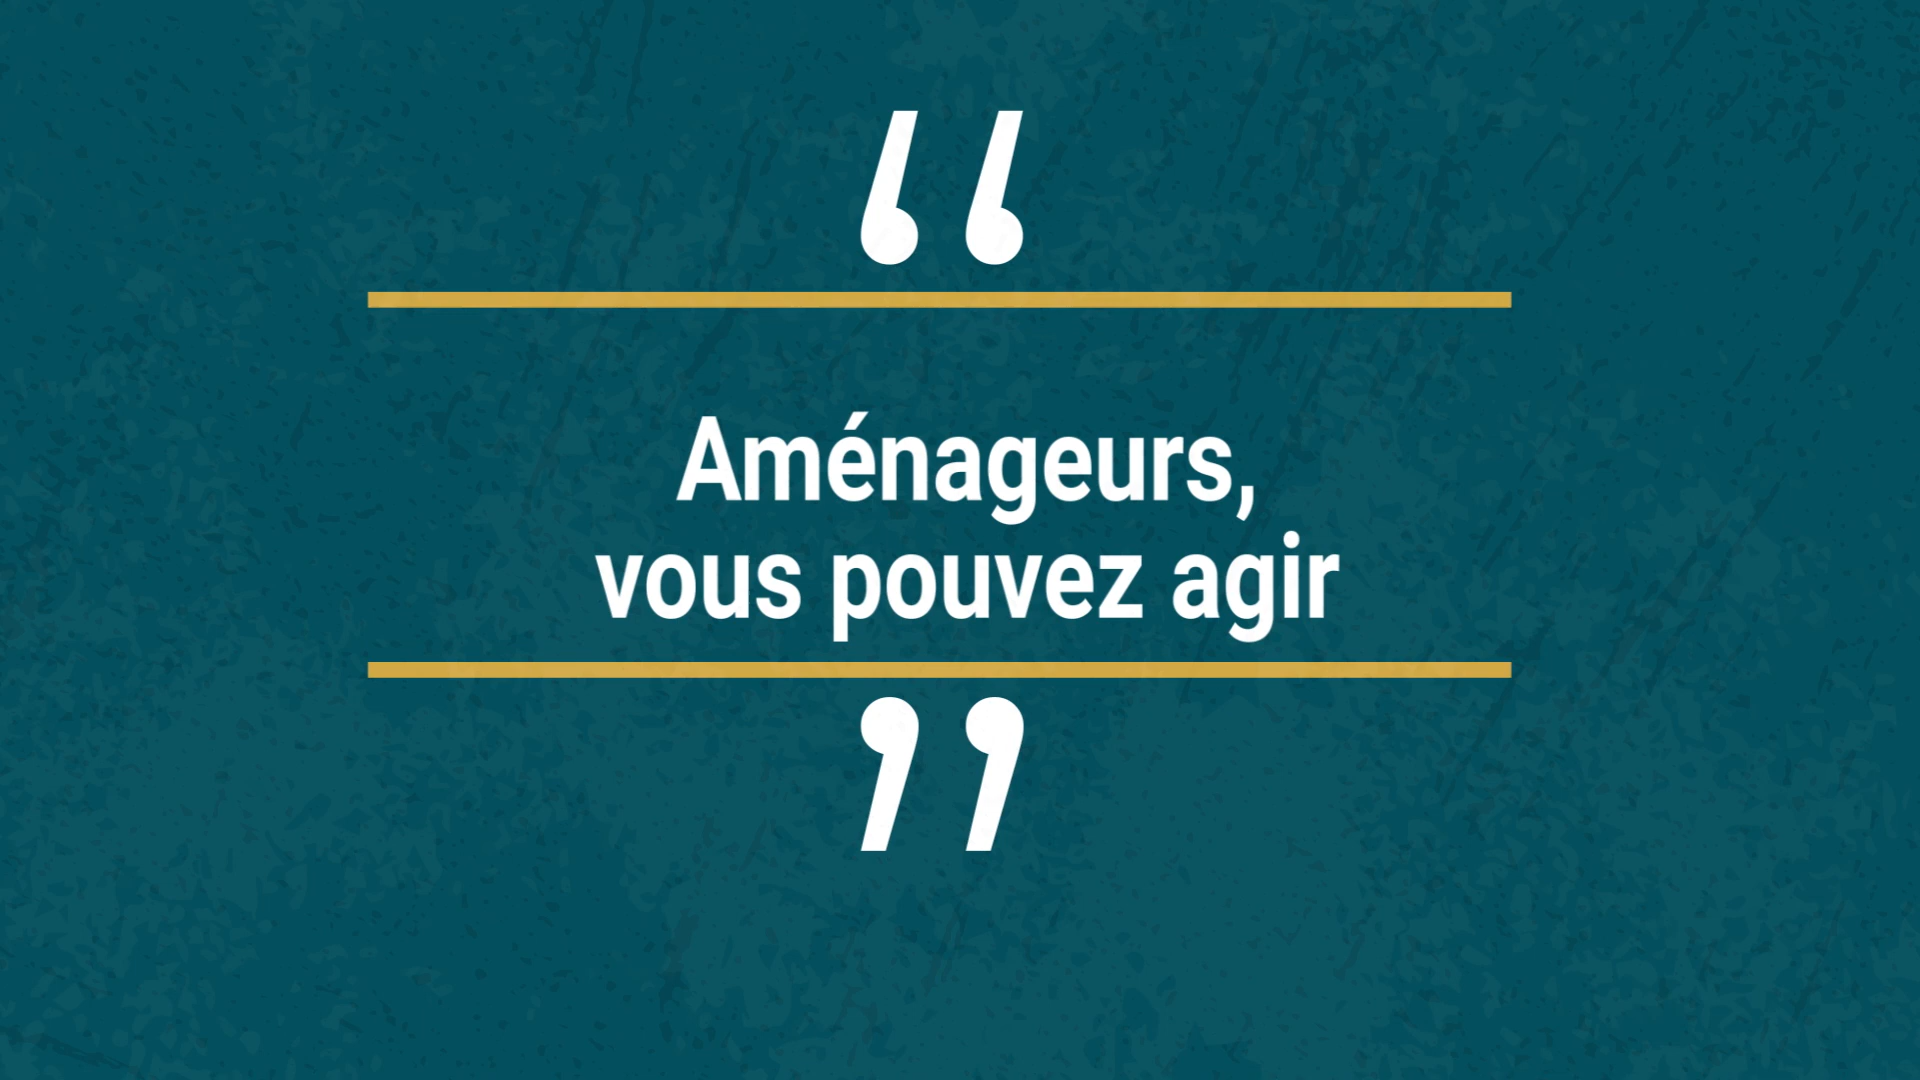 “
Aménageurs,
vous pouvez agir
”